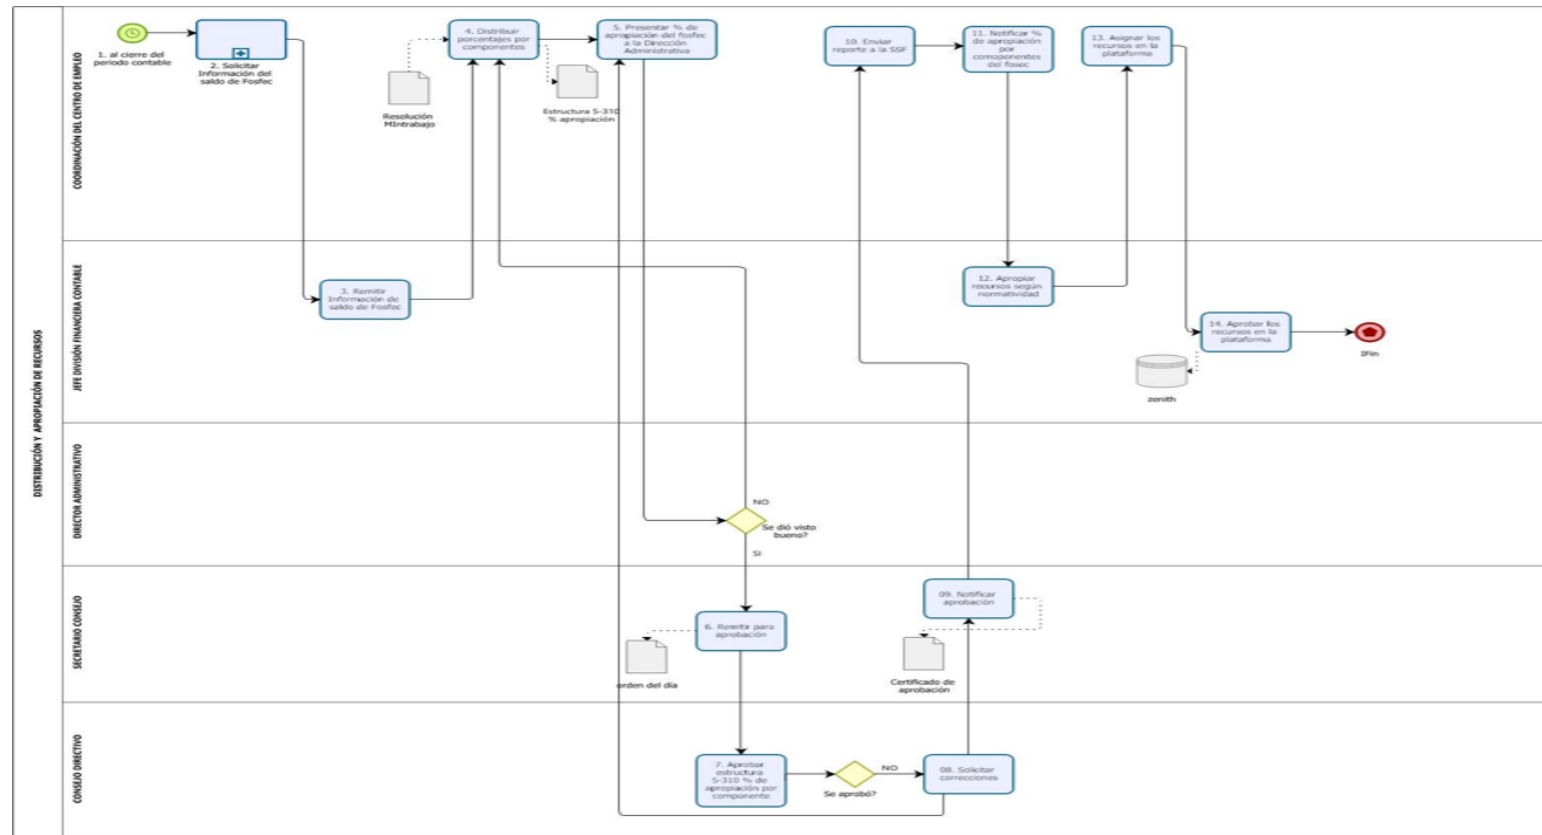 DISTRIBUCIÓN Y APROPIACIÓN DE RECURSOS
COORDINACIÓN DEL CENTRO DE EMPLEO
1. al cierre del
periodo contable
2. Solicitar
Información del
saldo de Fosfec
4. Distribuir
porcentajes por
componentes
5. Presentar % de
apropiación del fosfec
a la Dirección
Administrativa
Resolución
MIntrabajo
Estructura 5-310
% apropiación
10. Enviar
reporte a la SSF
11. Notificar %
de apropiación
por
comoponentes
del fosec
13. Asignar los
recursos en la
plataforma
JEFE DIVISIÓN FINANCIERA CONTABLE
3. Remitir
Información de
saldo de Fosfec
12. Apropiar
recursos según
normatividad
14. Aprobar los
recursos en la
plataforma
zenith
IFin
DIRECTOR ADMINISTRATIVO
NO
Se dió visto
bueno?
SI
SECRETARIO CONSEJO
6. Remitir para
aprobación
orden del día
09. Notificar
aprobación
Certificado de
aprobación
CONSEJO DIRECTIVO
7. Aprobar
estructura
5-310 % de
apropiación por
componente
Se aprobó?
NO
08. Solicitar
correcciones